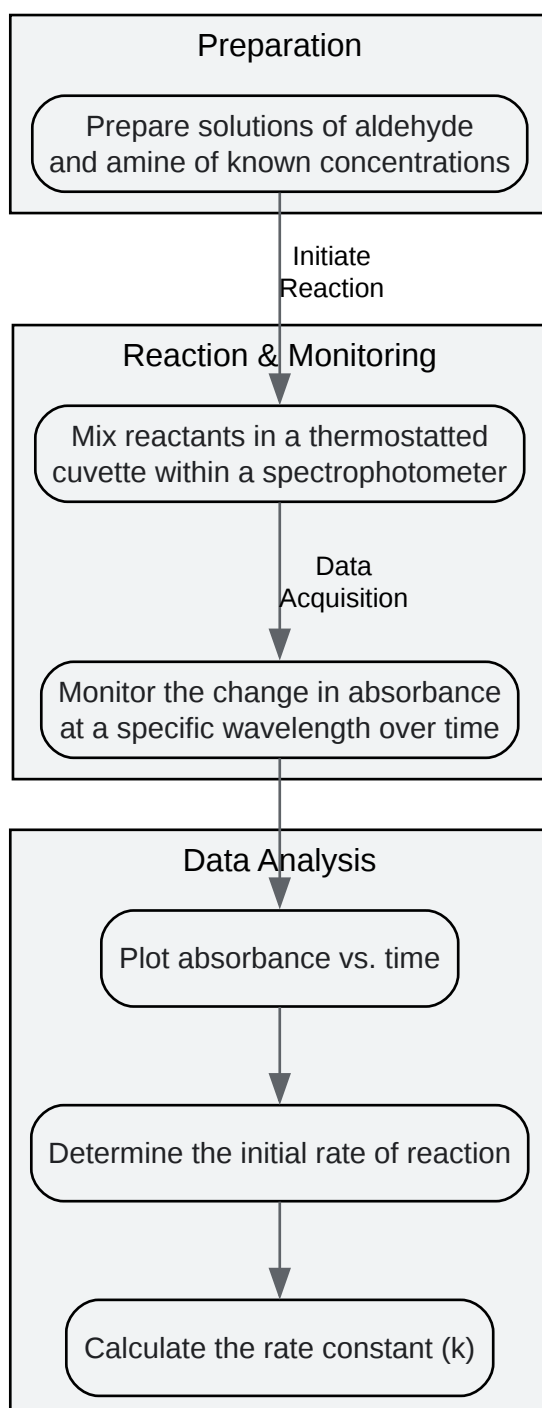 Preparation
Prepare solutions of aldehyde
and amine of known concentrations
Initiate
Reaction
Reaction & Monitoring
Mix reactants in a thermostatted
cuvette within a spectrophotometer
Data
Acquisition
Monitor the change in absorbance
at a specific wavelength over time
Data Analysis
Plot absorbance vs. time
Determine the initial rate of reaction
Calculate the rate constant (k)